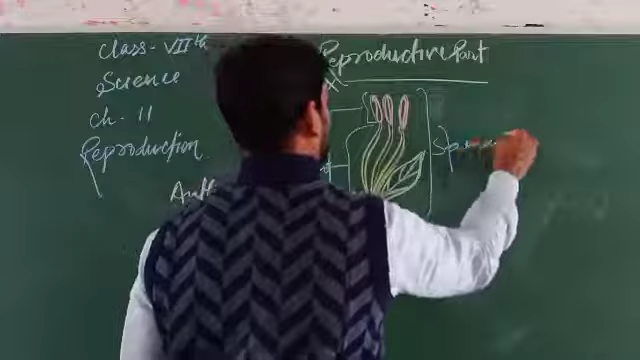 Class - VIIth
Science
Ch. 11
Reproduction
Reproductive Part